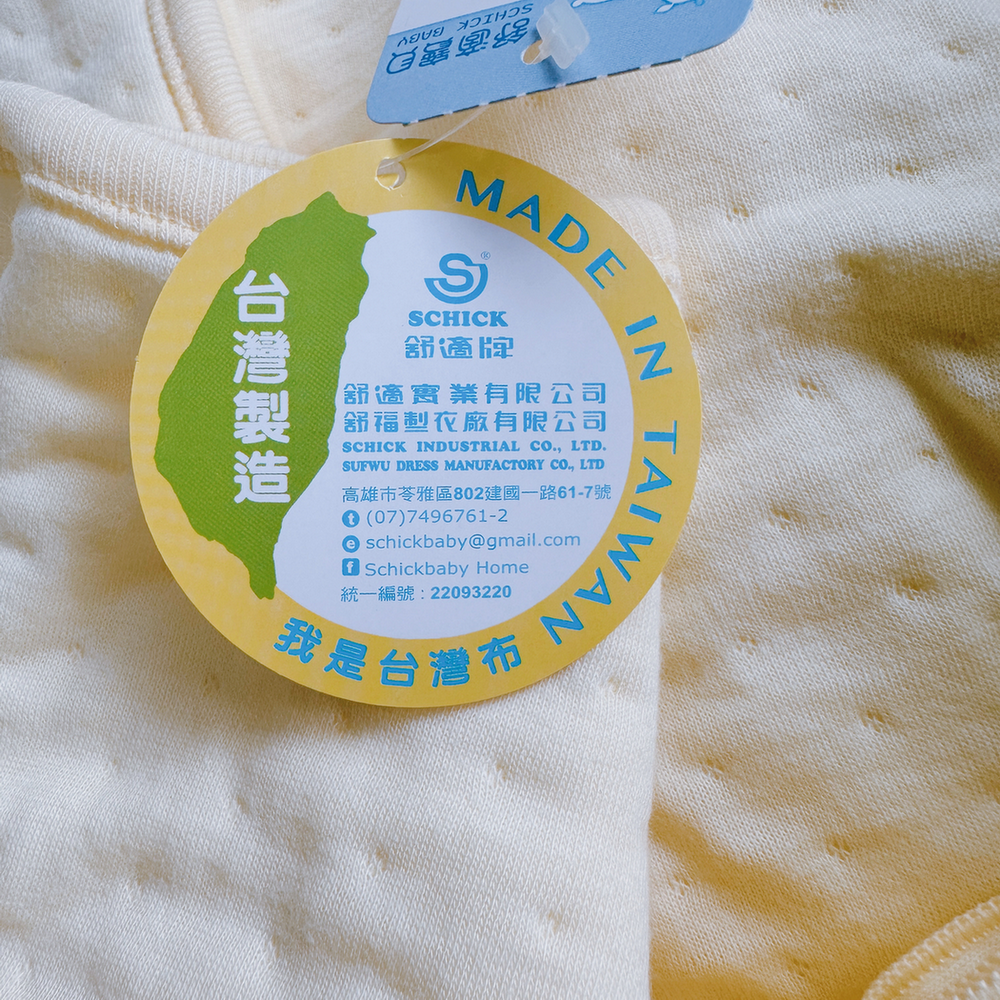 舒適寶貝
SCHICK BABY
MADE IN TAIWAN
台灣製造
S®
SCHICK
舒適牌
舒適實業有限公司
舒福製衣廠有限公司
SCHICK INDUSTRIAL CO., LTD.
SUFWU DRESS MANUFACTORY CO., LTD
高雄市苓雅區802建國一路61-7號
t (07)7496761-2
e schickbaby@gmail.com
f Schickbaby Home
統一編號：22093220
我是台灣布